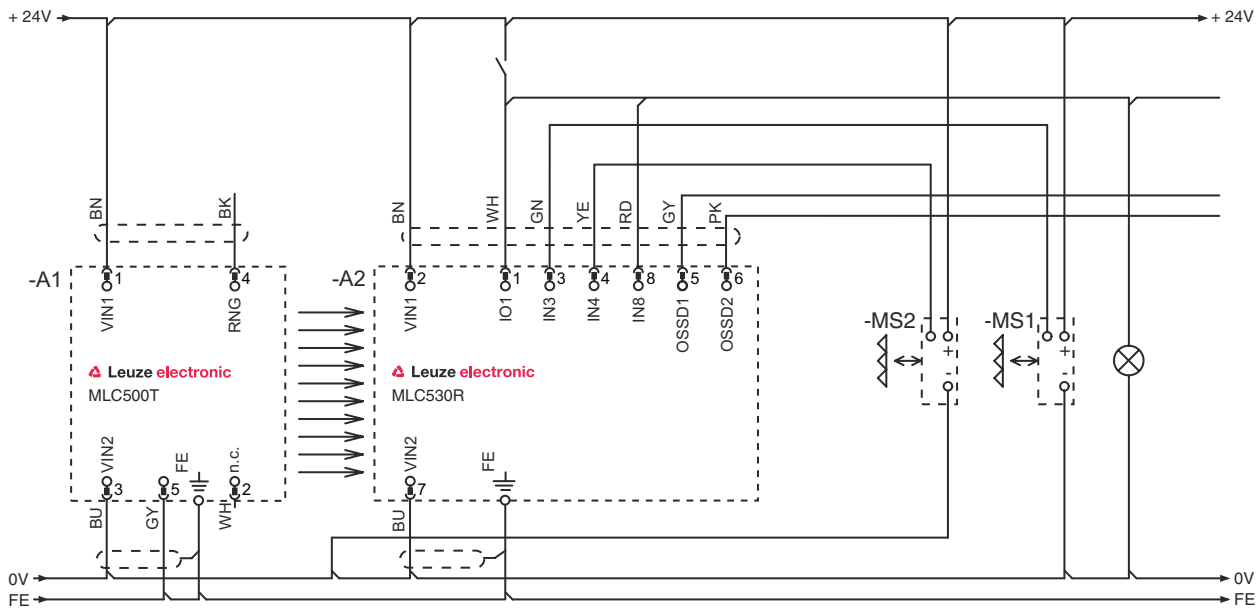 + 24V
+ 24V
BN
BK
BN
WH
GN
YE
RD
GY
PK
-A1
1
4
-A2
2
1
3
4
8
5
6
VIN1
RNG
VIN1
IO1
IN3
IN4
IN8
OSSD1
OSSD2
-MS2
-MS1
+
-
+
-
Leuze electronic
MLC500T
Leuze electronic
MLC530R
VIN2
FE
n.c.
VIN2
FE
3
5
2
7
BU
GY
WH
BU
0V
0V
FE
FE